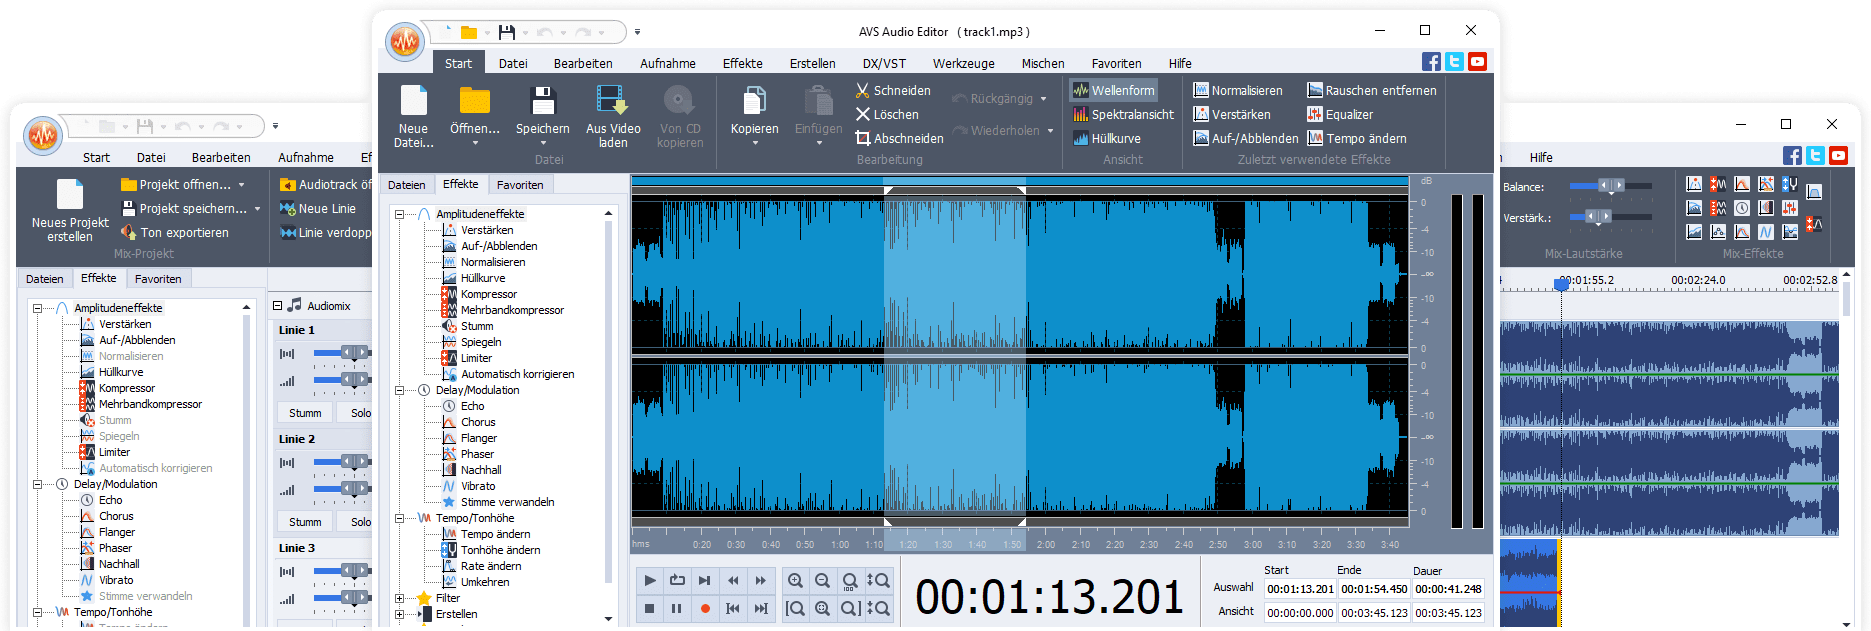 AVS Audio Editor ( track1.mp3 )
Start Datei Bearbeiten Aufnahme Effekte Erstellen DX/VST Werkzeuge Mischen Favoriten Hilfe
Neue Datei...
Öffnen...
Speichern
Aus Video laden
Von CD kopieren
Datei
Kopieren
Einfügen
Schneiden
Löschen
Abschneiden
Rückgängig
Wiederholen
Bearbeitung
Wellenform
Spektralansicht
Hüllkurve
Ansicht
Normalisieren
Verstärken
Auf-/Abblenden
Rauschen entfernen
Equalizer
Tempo ändern
Zuletzt verwendete Effekte
Dateien Effekte Favoriten
Amplitudeneffekte
Verstärken
Auf-/Abblenden
Normalisieren
Hüllkurve
Kompressor
Mehrbandkompressor
Stumm
Spiegeln
Limiter
Automatisch korrigieren
Delay/Modulation
Echo
Chorus
Flanger
Phaser
Nachhall
Vibrato
Stimme verwandeln
Tempo/Tonhöhe
Tempo ändern
Tonhöhe ändern
Rate ändern
Umkehren
Filter
Erstellen
dB
0
-4
-10
-∞
-10
-4
0
0
-4
-10
-∞
-10
-4
0
hms 0:20 0:30 0:40 0:50 1:00 1:10 1:20 1:30 1:40 1:50 2:00 2:10 2:20 2:30 2:40 2:50 3:00 3:10 3:20 3:30 3:40
100
00:01:13.201
Start Ende Dauer
Auswahl 00:01:13.201 00:01:54.450 00:00:41.248
Ansicht 00:00:00.000 00:03:45.123 00:03:45.123
Start Datei Bearbeiten Aufnahme Ef
Neues Projekt erstellen
Projekt öffnen...
Projekt speichern...
Ton exportieren
Mix-Projekt
Audiotrack öf
Neue Linie
Linie verdopp
Dateien Effekte Favoriten
Amplitudeneffekte
Verstärken
Auf-/Abblenden
Normalisieren
Hüllkurve
Kompressor
Mehrbandkompressor
Stumm
Spiegeln
Limiter
Automatisch korrigieren
Delay/Modulation
Echo
Chorus
Flanger
Phaser
Nachhall
Vibrato
Stimme verwandeln
Tempo/Tonhöhe
Audiomix
Linie 1
Stumm Solo
Linie 2
Stumm Solo
Linie 3
Hilfe
Balance:
Verstärk.:
Mix-Lautstärke
Mix-Effekte
00:01:55.2 00:02:24.0 00:02:52.8